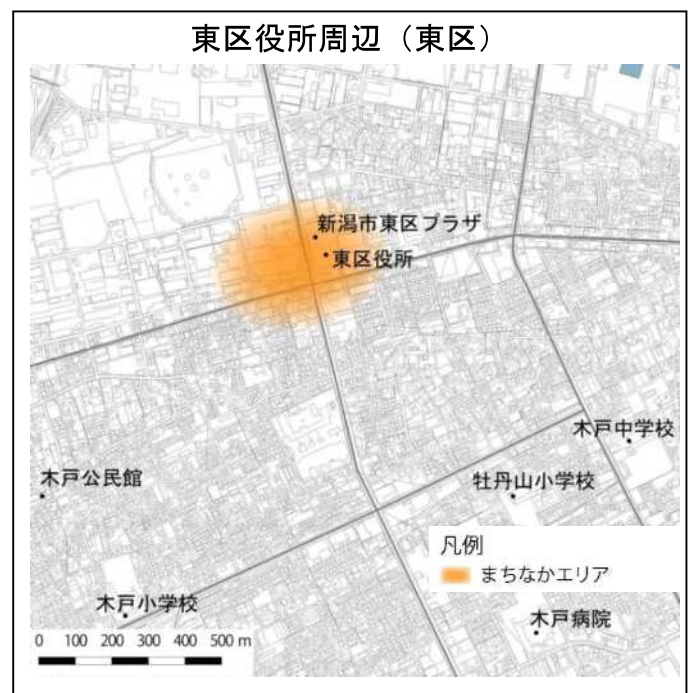 東区役所周辺（東区）
新潟市東区プラザ
東区役所
木戸中学校
木戸公民館
牡丹山小学校
凡例
まちなかエリア
木戸小学校
木戸病院
0 100 200 300 400 500 m